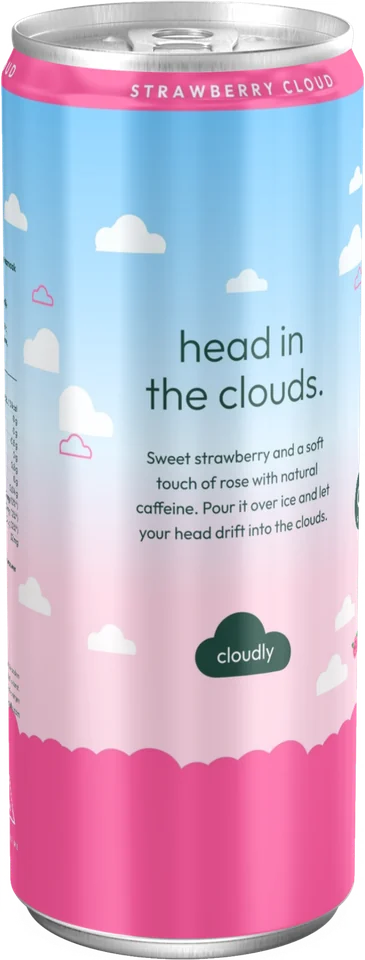 STRAWBERRY CLOUD
head in
the clouds.
Sweet strawberry and a soft
touch of rose with natural
caffeine. Pour it over ice and let
your head drift into the clouds.
cloudly